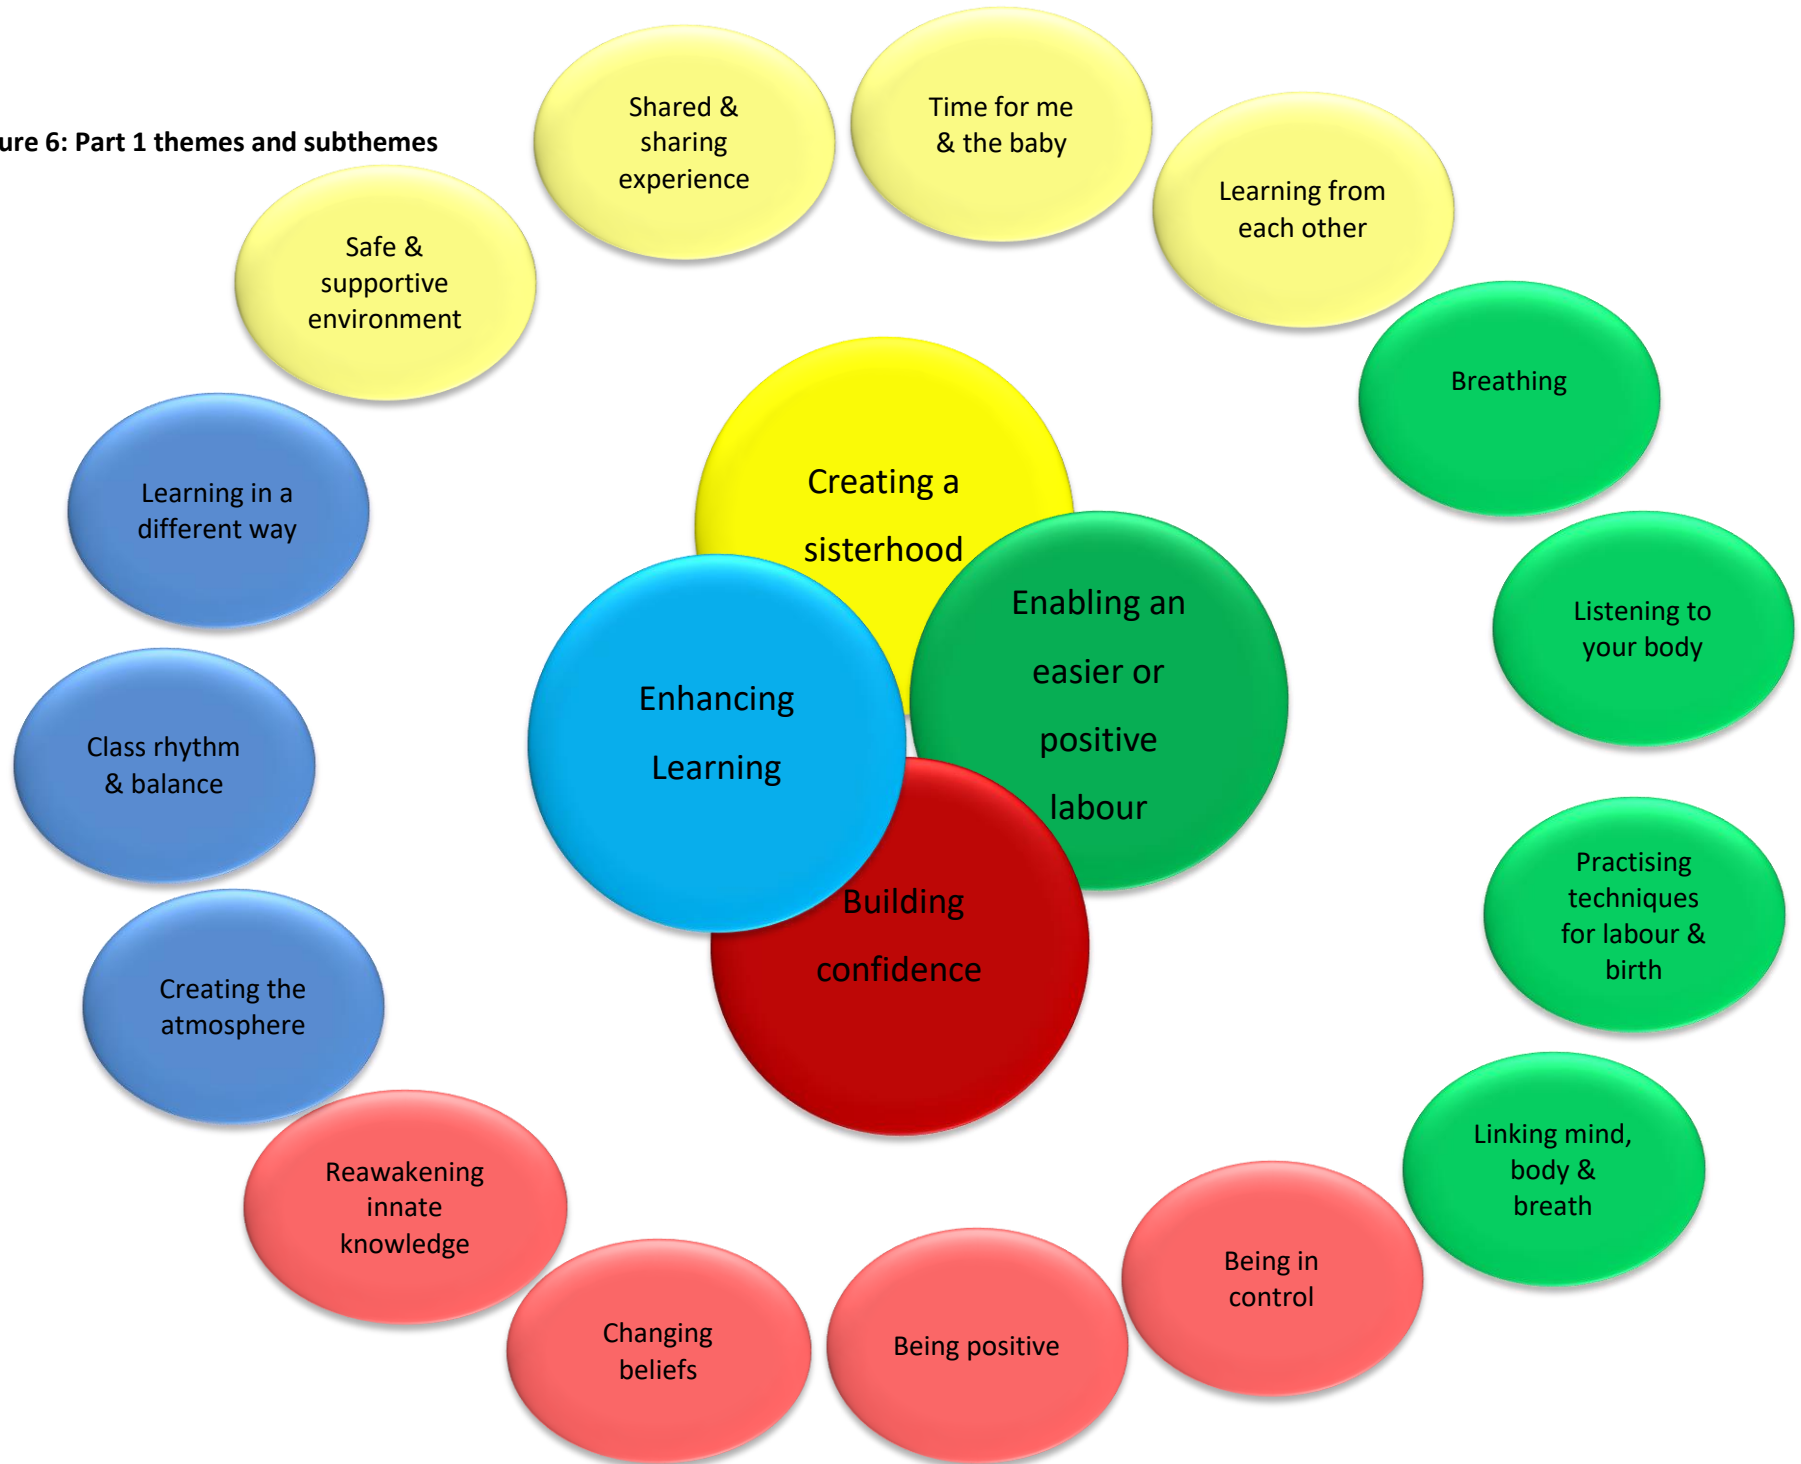 ure 6: Part 1 themes and subthemes
Shared &
sharing
experience
Time for me
& the baby
Learning from
each other
Safe &
supportive
environment
Breathing
Learning in a
different way
Creating a
sisterhood
Enabling an
easier or
positive
labour
Listening to
your body
Enhancing
Learning
Class rhythm
& balance
Building
confidence
Practising
techniques
for labour &
birth
Creating the
atmosphere
Linking mind,
body &
breath
Reawakening
innate
knowledge
Being in
control
Changing
beliefs
Being positive